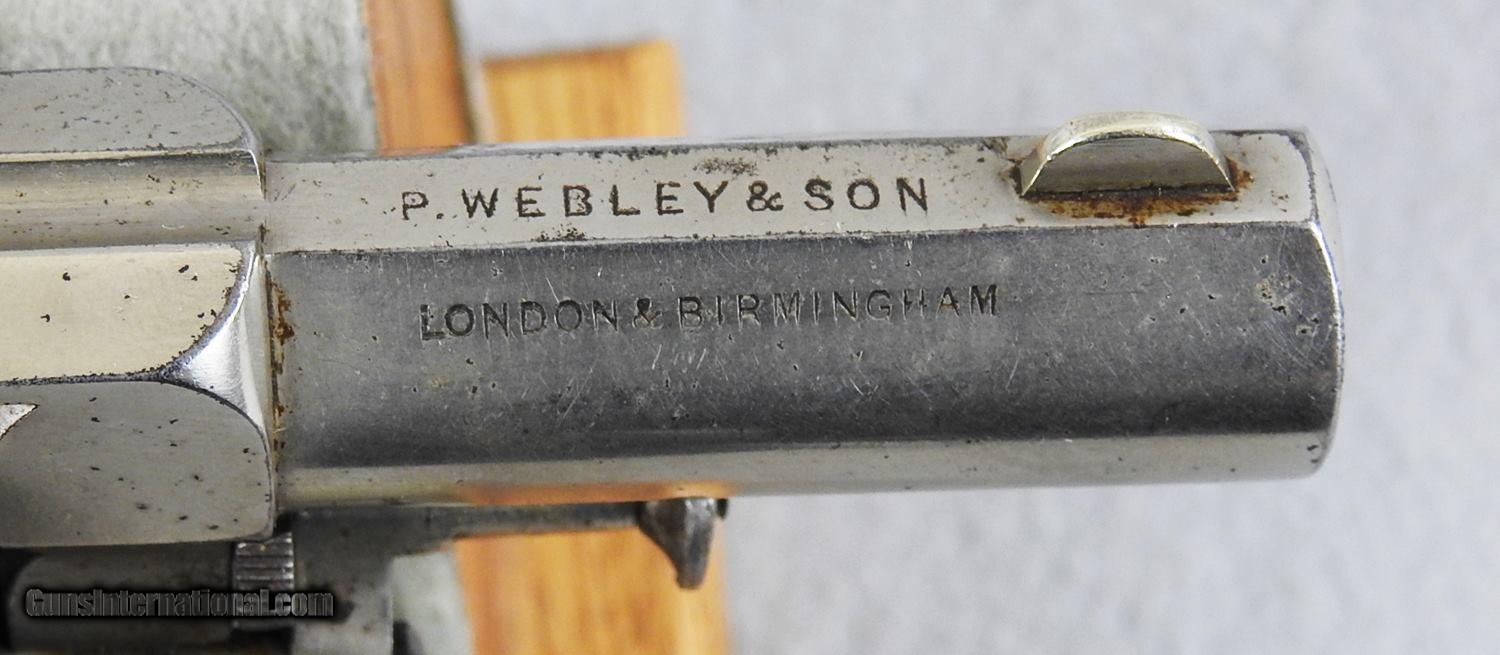 P. WEBLEY & SON
LONDON & BIRMINGHAM
GunsInternational.com